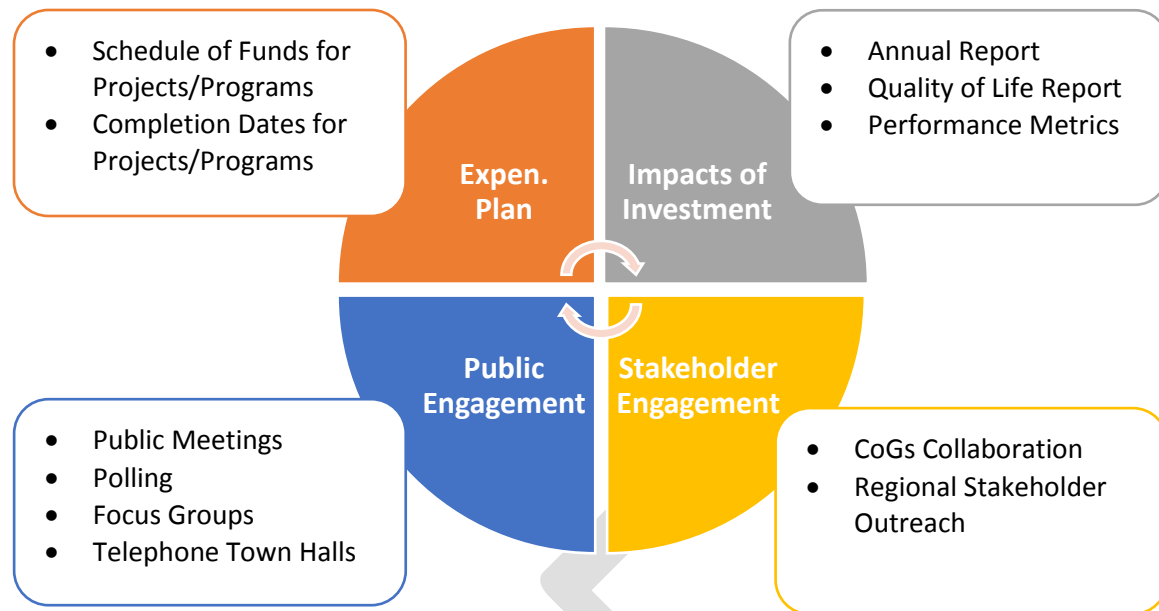 • Schedule of Funds for
Projects/Programs
• Completion Dates for
Projects/Programs
Expen.
Plan
Impacts of
Investment
• Annual Report
• Quality of Life Report
• Performance Metrics
Public
Engagement
Stakeholder
Engagement
• Public Meetings
• Polling
• Focus Groups
• Telephone Town Halls
• CoGs Collaboration
• Regional Stakeholder
Outreach